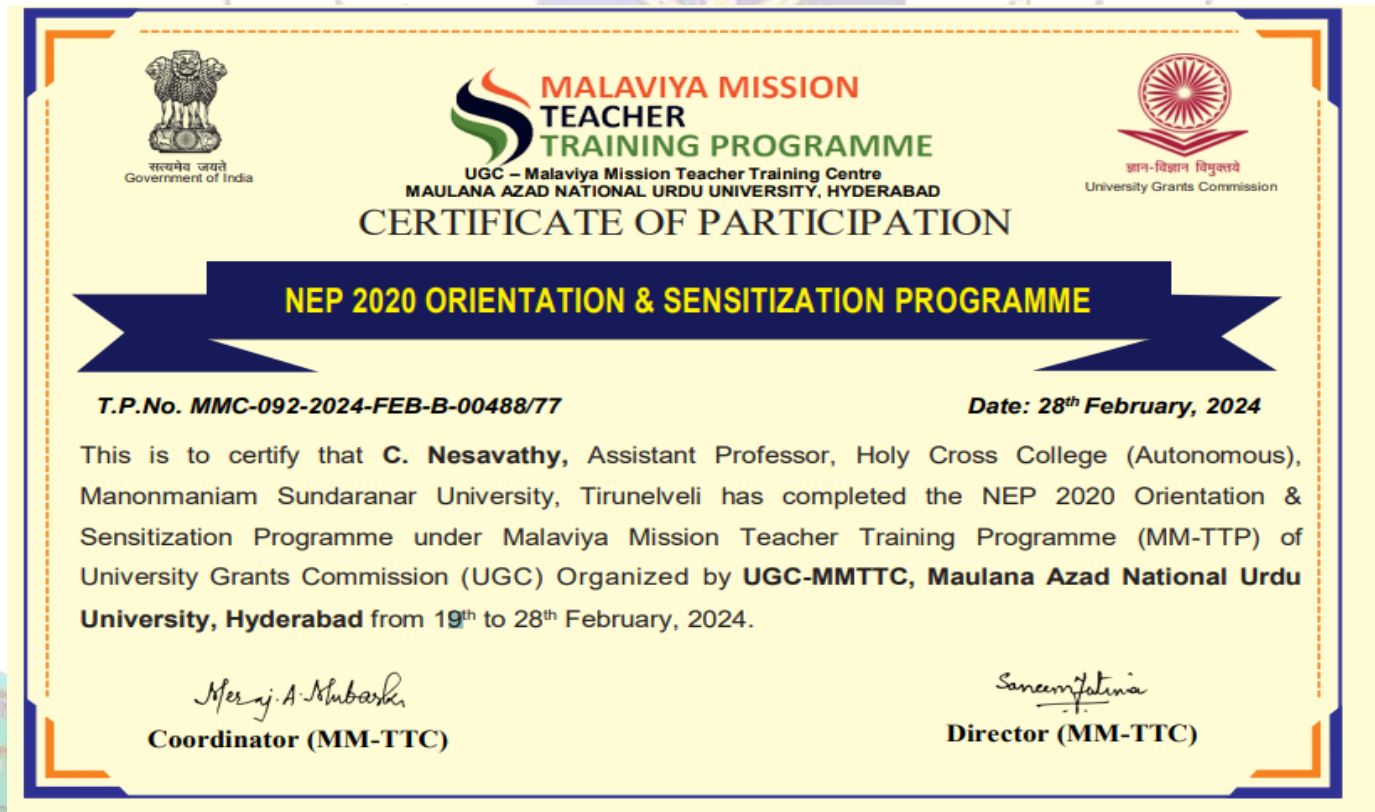 MALAVIYA MISSION
TEACHER
TRAINING PROGRAMME
सत्यमेव जयते
Government of India
UGC – Malaviya Mission Teacher Training Centre
MAULANA AZAD NATIONAL URDU UNIVERSITY, HYDERABAD
ज्ञान-विज्ञान विमुक्तये
University Grants Commission
CERTIFICATE OF PARTICIPATION
NEP 2020 ORIENTATION & SENSITIZATION PROGRAMME
T.P.No. MMC-092-2024-FEB-B-00488/77 Date: 28th February, 2024
This is to certify that C. Nesavathy, Assistant Professor, Holy Cross College (Autonomous),
Manonmaniam Sundaranar University, Tirunelveli has completed the NEP 2020 Orientation &
Sensitization Programme under Malaviya Mission Teacher Training Programme (MM-TTP) of
University Grants Commission (UGC) Organized by UGC-MMTTC, Maulana Azad National Urdu
University, Hyderabad from 19th to 28th February, 2024.
Meraj.A.Mubarki
Saneem Fatima
Coordinator (MM-TTC)
Director (MM-TTC)